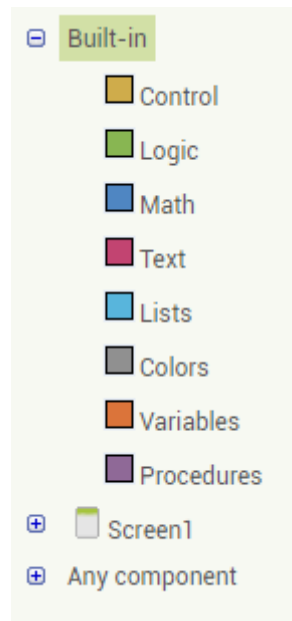 Built-in
Control
Logic
Math
Text
Lists
Colors
Variables
Procedures
Screen1
Any component